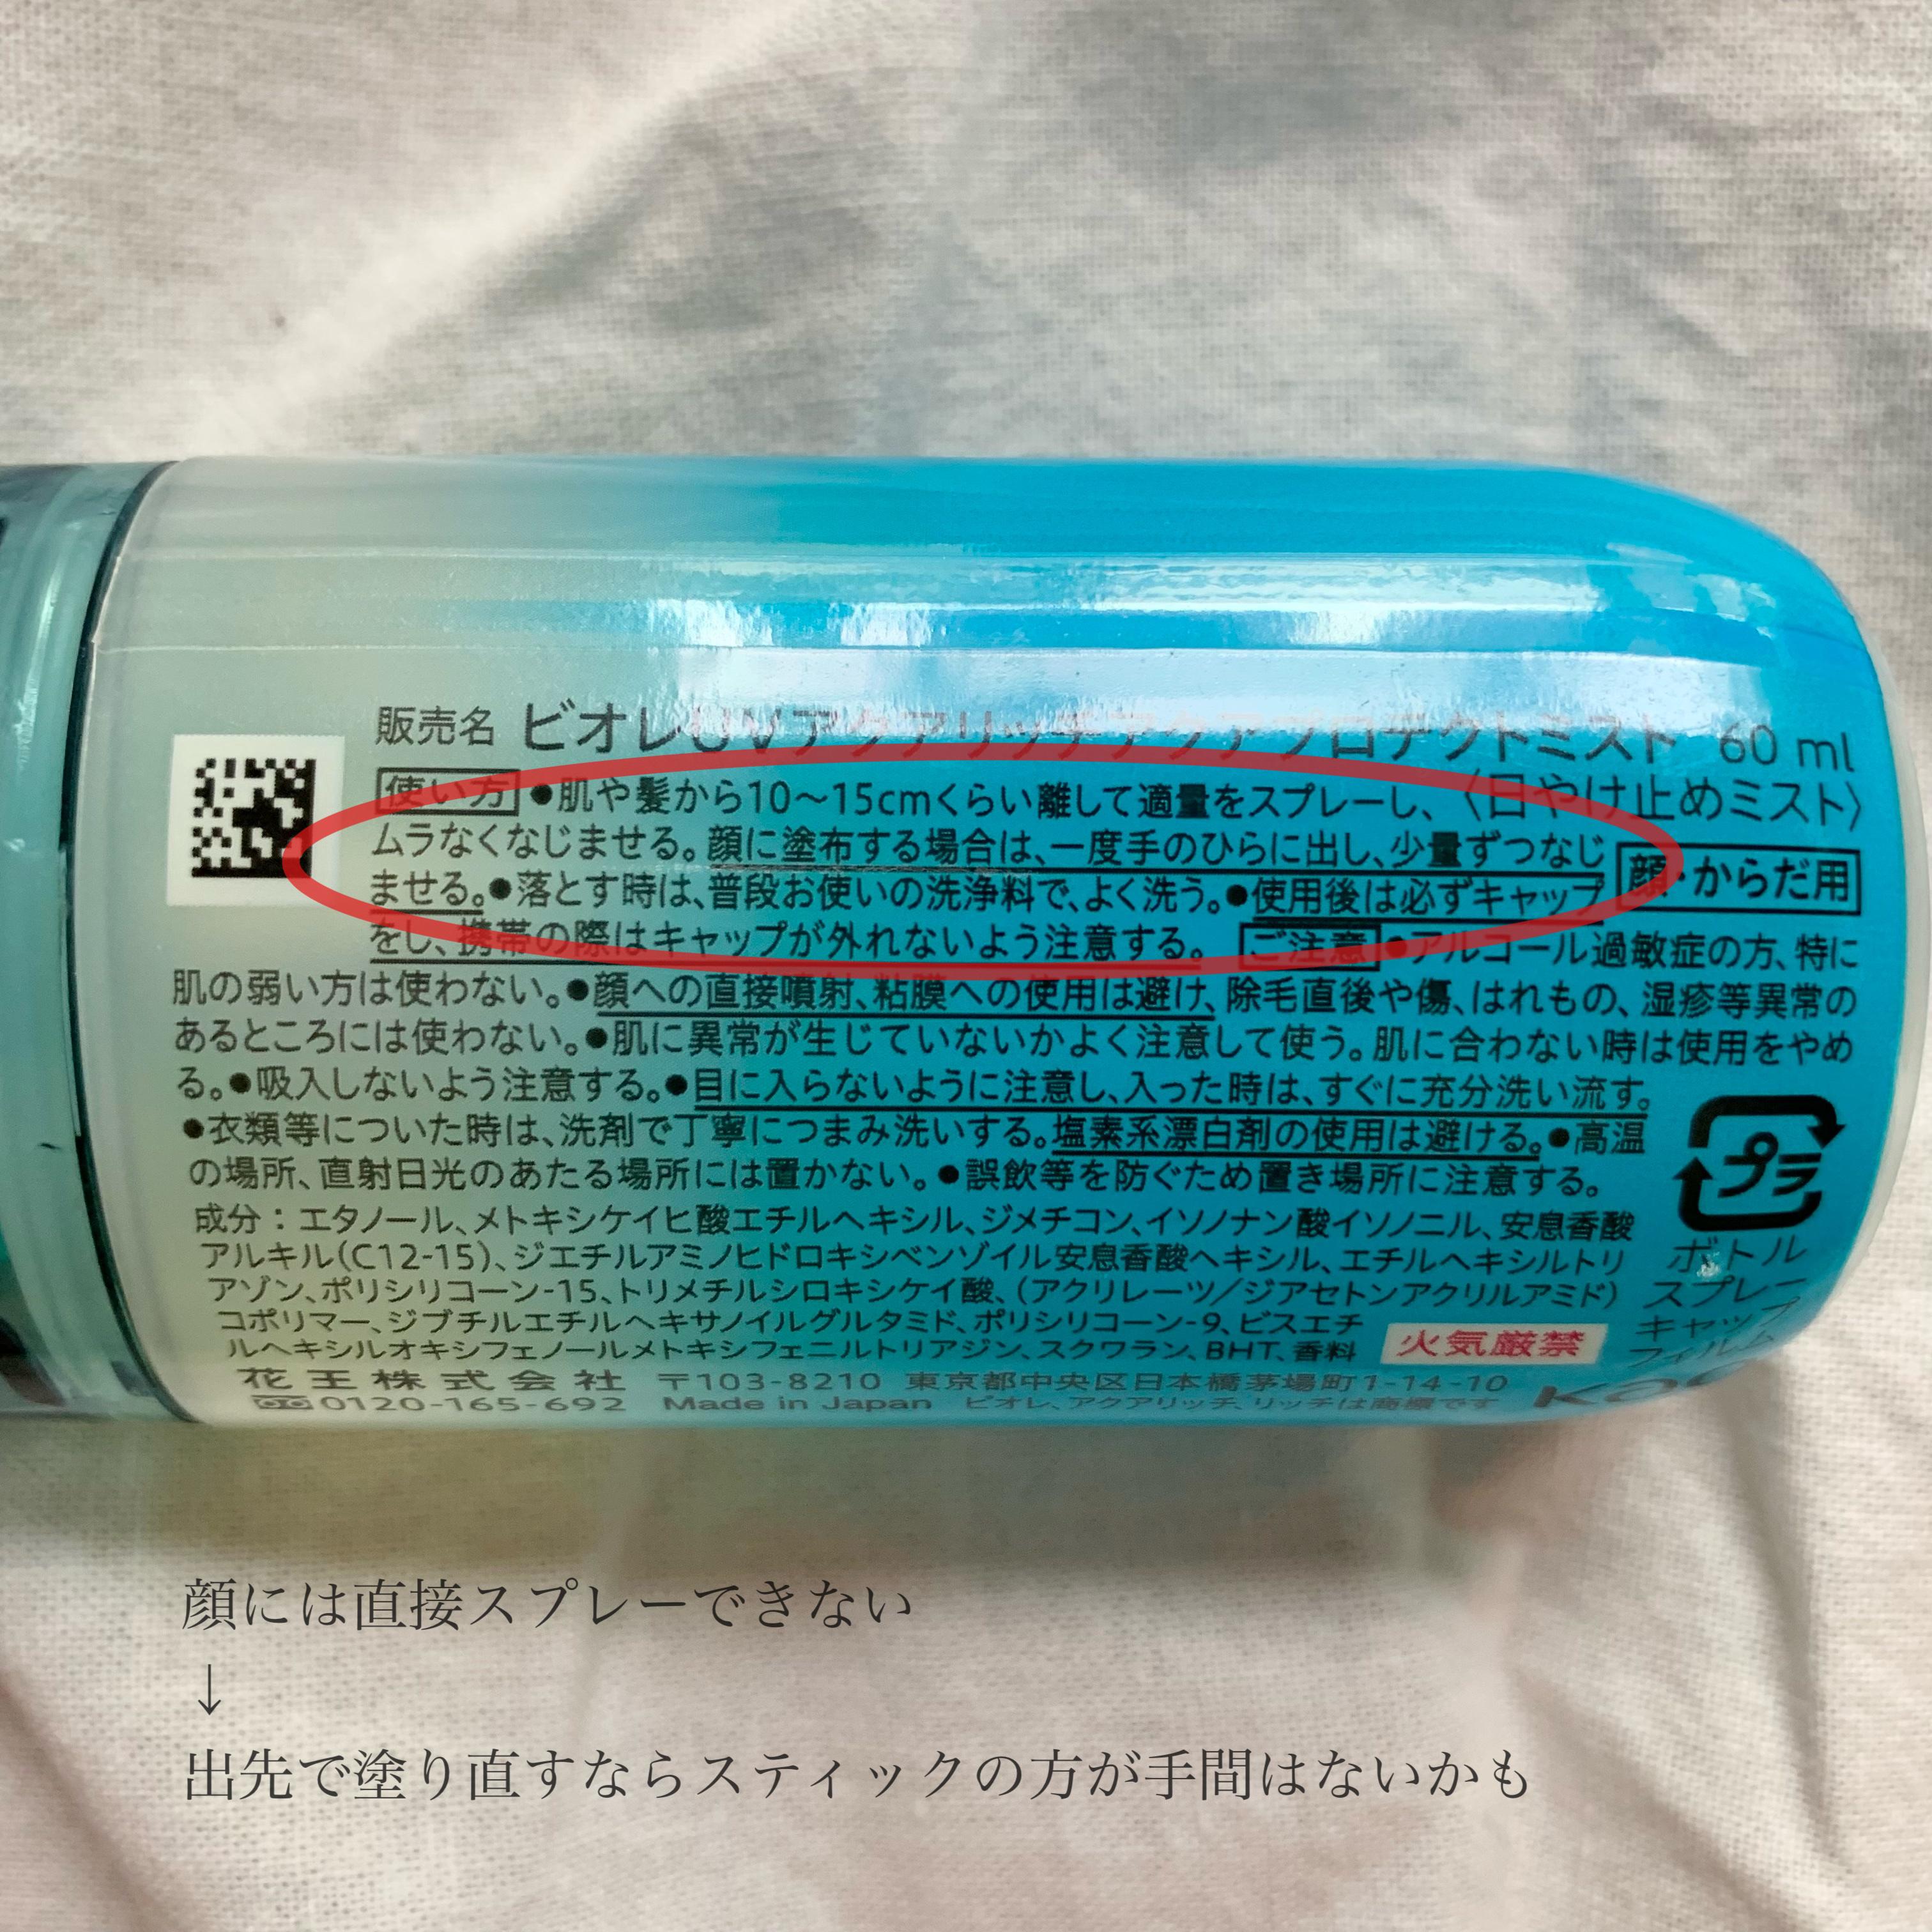 販売名 ビオレUVアクアリッチアクアプロテクトミスト 60 ml
使い方 ●肌や髪から10～15cmくらい離して適量をスプレーし、〈日やけ止めミスト〉
ムラなくなじませる。顔に塗布する場合は、一度手のひらに出し、少量ずつなじ
ませる。●落とす時は、普段お使いの洗浄料で、よく洗う。●使用後は必ずキャップ
顔・からだ用
をし、携帯の際はキャップが外れないよう注意する。 ご注意 ●アルコール過敏症の方、特に
肌の弱い方は使わない。●顔への直接噴射、粘膜への使用は避け、除毛直後や傷、はれもの、湿疹等異常の
あるところには使わない。●肌に異常が生じていないかよく注意して使う。肌に合わない時は使用をやめ
る。●吸入しないよう注意する。●目に入らないように注意し、入った時は、すぐに充分洗い流す。
●衣類等についた時は、洗剤で丁寧につまみ洗いする。塩素系漂白剤の使用は避ける。●高温
の場所、直射日光のあたる場所には置かない。●誤飲等を防ぐため置き場所に注意する。
プラ
成分：エタノール、メトキシケイヒ酸エチルヘキシル、ジメチコン、イソノナン酸イソノニル、安息香酸
アルキル(C12-15)、ジエチルアミノヒドロキシベンゾイル安息香酸ヘキシル、エチルヘキシルトリ
アゾン、ポリシリコーン-15、トリメチルシロキシケイ酸、(アクリレーツ/ジアセトンアクリルアミド)
コポリマー、ジブチルエチルヘキサノイルグルタミド、ポリシリコーン-9、ビスエチ
ルヘキシルオキシフェノールメトキシフェニルトリアジン、スクワラン、BHT、香料
火気厳禁
ボトル
スプレー
キャップ
フィルム
花王株式会社 〒103-8210 東京都中央区日本橋茅場町1-14-10
0120-165-692 Made in Japan ビオレ、アクアリッチ、リッチは商標です
Kao
顔には直接スプレーできない
↓
出先で塗り直すならスティックの方が手間はないかも